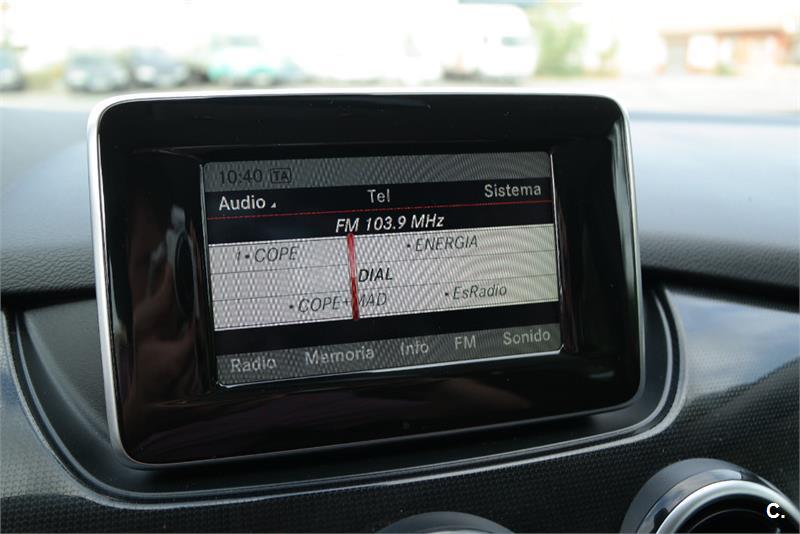 10:40 TA
Audio Tel Sistema
FM 103.9 MHz
1•COPE •ENERGIA
DIAL
•COPE+MAD •EsRadio
Radio Memoria Info FM Sonido
C.